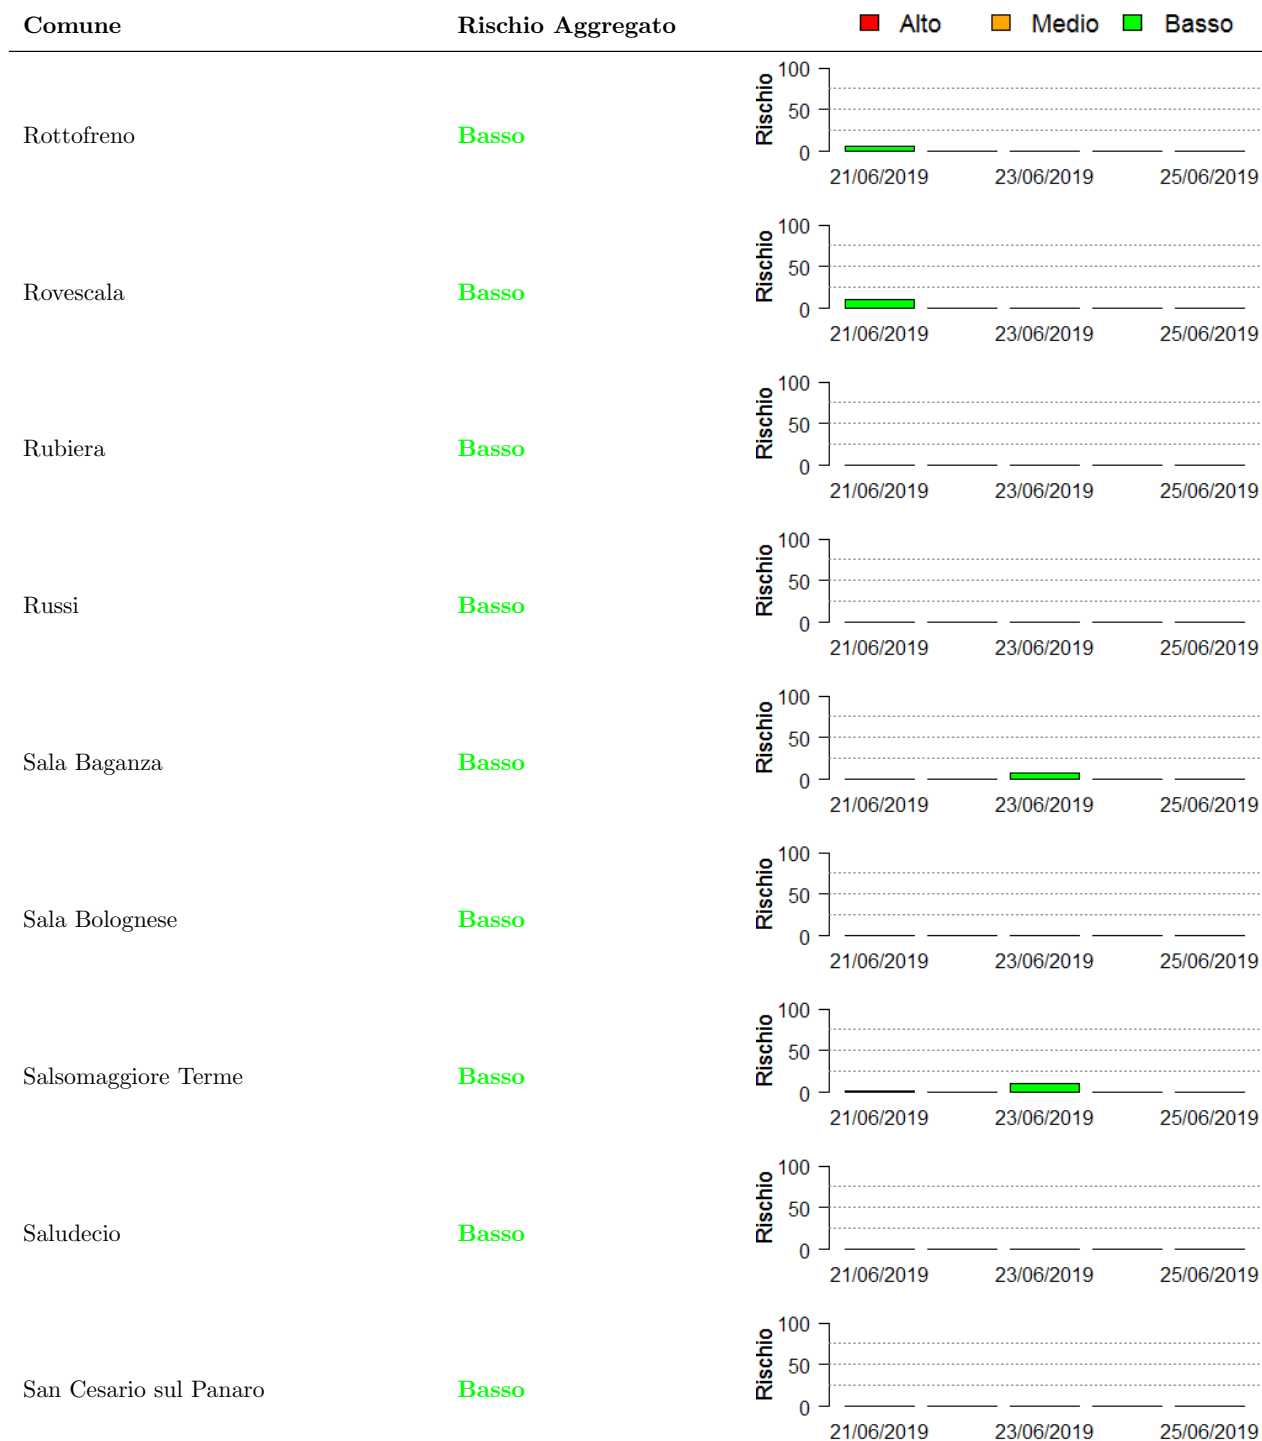 Comune Rischio Aggregato Alto Medio Basso
Rottofreno Basso
Rischio
100
50
0
21/06/2019 23/06/2019 25/06/2019
Rovescala Basso
Rischio
100
50
0
21/06/2019 23/06/2019 25/06/2019
Rubiera Basso
Rischio
100
50
0
21/06/2019 23/06/2019 25/06/2019
Russi Basso
Rischio
100
50
0
21/06/2019 23/06/2019 25/06/2019
Sala Baganza Basso
Rischio
100
50
0
21/06/2019 23/06/2019 25/06/2019
Sala Bolognese Basso
Rischio
100
50
0
21/06/2019 23/06/2019 25/06/2019
Salsomaggiore Terme Basso
Rischio
100
50
0
21/06/2019 23/06/2019 25/06/2019
Saludecio Basso
Rischio
100
50
0
21/06/2019 23/06/2019 25/06/2019
San Cesario sul Panaro Basso
Rischio
100
50
0
21/06/2019 23/06/2019 25/06/2019